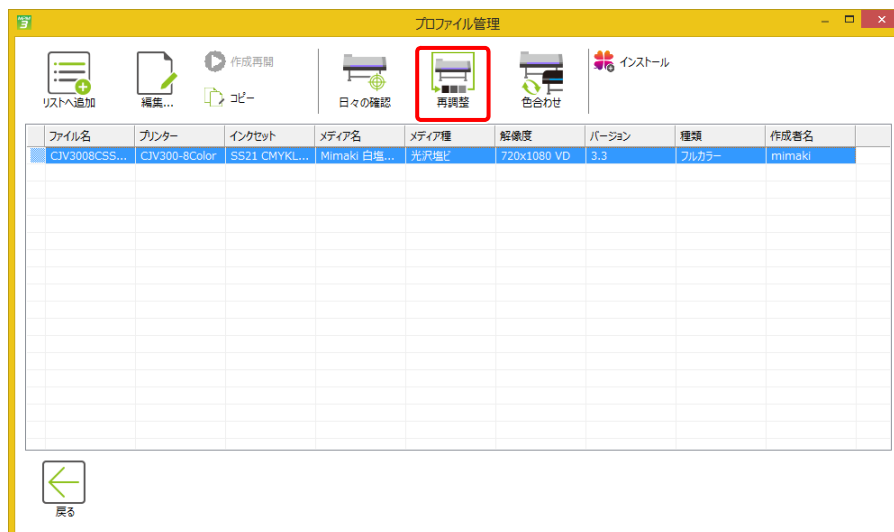 プロファイル管理
リストへ追加
編集...
作成再開
コピー
日々の確認
再調整
色合わせ
インストール
ファイル名 プリンター インクセット メディア名 メディア種 解像度 バージョン 種類 作成者名
CJV3008CSS... CJV300-8Color SS21 CMYKL... Mimaki 白塩... 光沢塩ビ 720x1080 VD 3.3 フルカラー mimaki
戻る